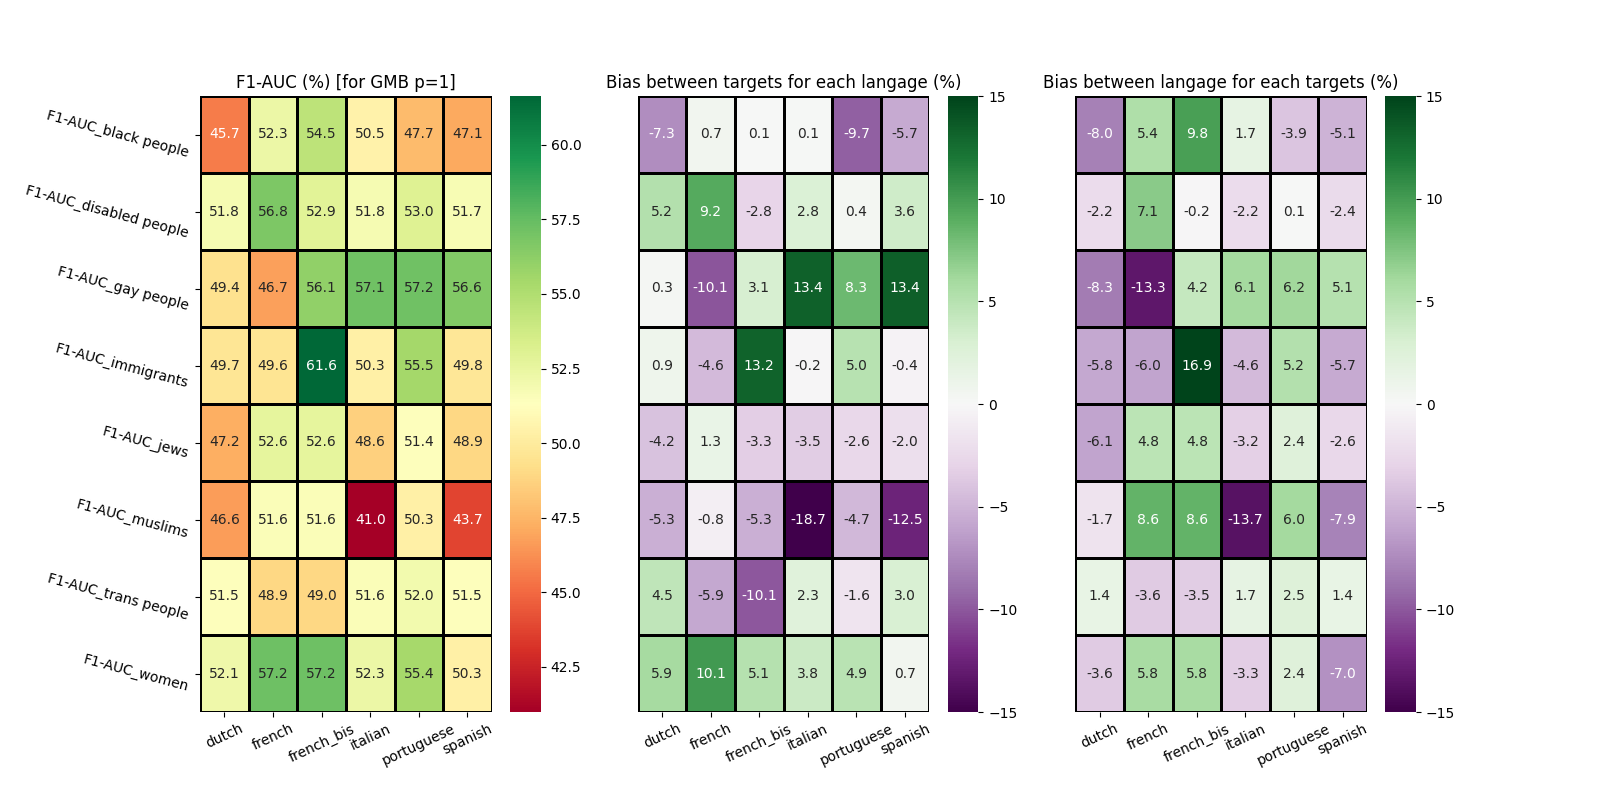 F1-AUC (%) [for GMB p=1]
Bias between targets for each langage (%)
Bias between langage for each targets (%)
F1-AUC_black people 45.7 52.3 54.5 50.5 47.7 47.1
F1-AUC_disabled people 51.8 56.8 52.9 51.8 53.0 51.7
F1-AUC_gay people 49.4 46.7 56.1 57.1 57.2 56.6
F1-AUC_immigrants 49.7 49.6 61.6 50.3 55.5 49.8
F1-AUC_jews 47.2 52.6 52.6 48.6 51.4 48.9
F1-AUC_muslims 46.6 51.6 51.6 41.0 50.3 43.7
F1-AUC_trans people 51.5 48.9 49.0 51.6 52.0 51.5
F1-AUC_women 52.1 57.2 57.2 52.3 55.4 50.3
dutch french french_bis italian portuguese spanish
60.0
57.5
55.0
52.5
50.0
47.5
45.0
42.5
-7.3 0.7 0.1 0.1 -9.7 -5.7
5.2 9.2 -2.8 2.8 0.4 3.6
0.3 -10.1 3.1 13.4 8.3 13.4
0.9 -4.6 13.2 -0.2 5.0 -0.4
-4.2 1.3 -3.3 -3.5 -2.6 -2.0
-5.3 -0.8 -5.3 -18.7 -4.7 -12.5
4.5 -5.9 -10.1 2.3 -1.6 3.0
5.9 10.1 5.1 3.8 4.9 0.7
dutch french french_bis italian portuguese spanish
15
10
5
0
−5
−10
−15
-8.0 5.4 9.8 1.7 -3.9 -5.1
-2.2 7.1 -0.2 -2.2 0.1 -2.4
-8.3 -13.3 4.2 6.1 6.2 5.1
-5.8 -6.0 16.9 -4.6 5.2 -5.7
-6.1 4.8 4.8 -3.2 2.4 -2.6
-1.7 8.6 8.6 -13.7 6.0 -7.9
1.4 -3.6 -3.5 1.7 2.5 1.4
-3.6 5.8 5.8 -3.3 2.4 -7.0
dutch french french_bis italian portuguese spanish
15
10
5
0
−5
−10
−15